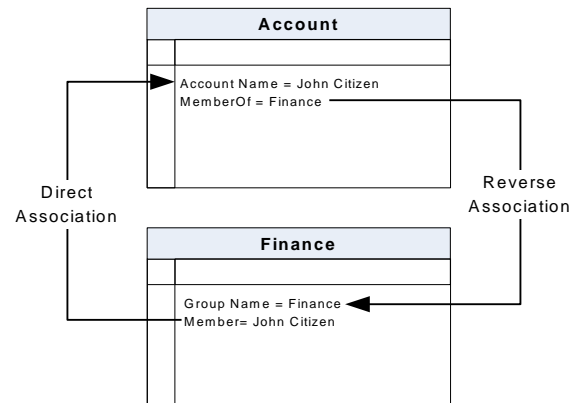 Account
Account Name = John Citizen
MemberOf = Finance
Direct
Association
Reverse
Association
Finance
Group Name = Finance
Member= John Citizen